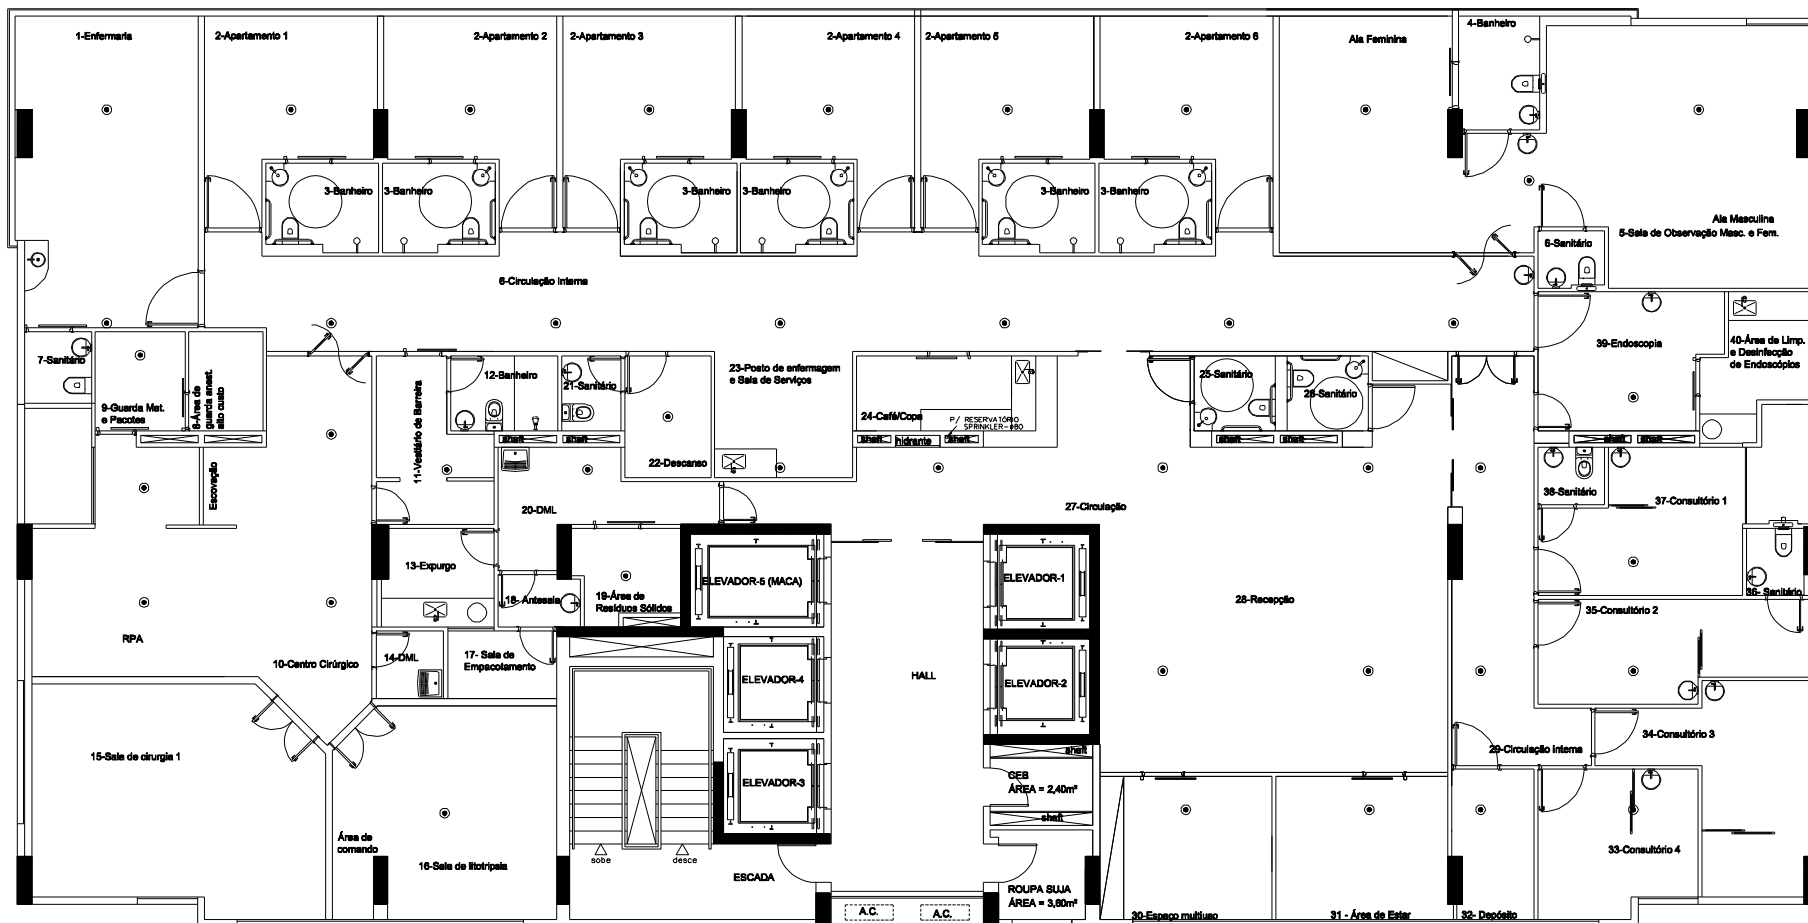 1-Enfermaria
2-Apartamento 1
2-Apartamento 2
2-Apartamento 3
2-Apartamento 4
2-Apartamento 5
2-Apartamento 6
Ala Feminina
4-Banheiro
3-Banheiro
3-Banheiro
3-Banheiro
3-Banheiro
3-Banheiro
3-Banheiro
Ala Masculina
5-Sala de Observação Masc. e Fem.
6-Sanitário
6-Circulação Interna
7-Sanitário
9-Guarda Mat.
e Pacotes
8-Área de
guarda anest.
alto custo
11-Vestiário de Barreira
12-Banheiro
21-Sanitário
23-Posto de enfermagem
e Sala de Serviços
24-Café/Copa
P/ RESERVATÓRIO
SPRINKLER-Ø80
25-Sanitário
26-Sanitário
39-Endoscopia
40-Área de Limp.
e Desinfecção
de Endoscópios
shaft
shaft
shaft
hidrante
shaft
shaft
shaft
shaft
shaft
Escovação
22-Descanso
20-DML
27-Circulação
38-Sanitário
37-Consultório 1
13-Expurgo
18- Antesala
19-Área de
Resíduos Sólidos
ELEVADOR-5 (MACA)
ELEVADOR-1
28-Recepção
36- Sanitário
35-Consultório 2
RPA
10-Centro Cirúrgico
14-DML
17- Sala de
Empacotamento
ELEVADOR-4
HALL
ELEVADOR-2
15-Sala de cirurgia 1
34-Consultório 3
29-Circulação Interna
shaft
ELEVADOR-3
CEB
ÁREA = 2,40m²
shaft
Área de
comando
16-Sala de litotripsia
sobe
desce
ESCADA
33-Consultório 4
ROUPA SUJA
ÁREA = 3,60m²
A.C.
A.C.
30-Espaço multiuso
31 - Área de Estar
32- Depósito